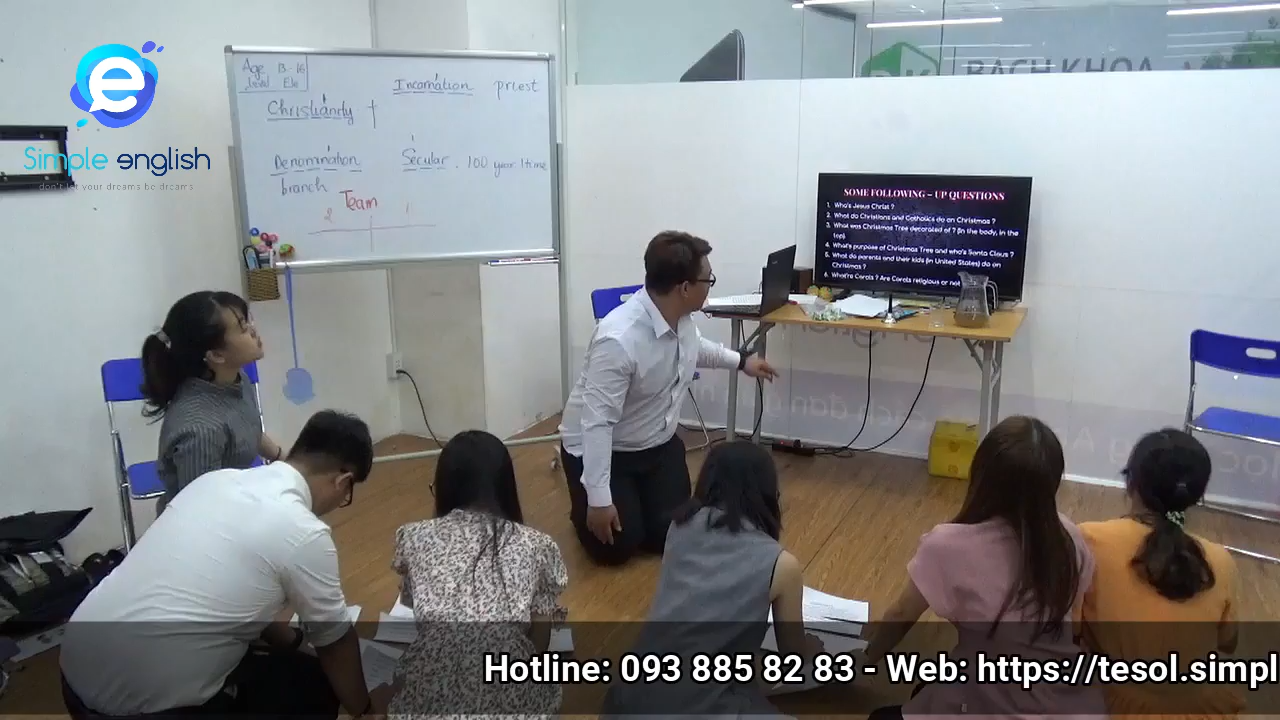 Simple english
don't let your dreams be dreams
Age 13 - 16
Level Ele
Incarnation priest
Christianity
Denomination
branch
Secular . 100 year 1 time
Team
2 1
BACH KHOA
SOME FOLLOWING – UP QUESTIONS
1. Who's Jesus Christ ?
2. What do Christians and Catholics do on Christmas ?
3. What was Christmas Tree decorated of ? (in the body, in the top)
4. What's purpose of Christmas Tree and who's Santa Claus ?
5. What do parents and their kids (in United States) do on Christmas ?
6. What're Carols ? Are Carols religious or not
Hotline: 093 885 82 83 - Web: https://tesol.simpl